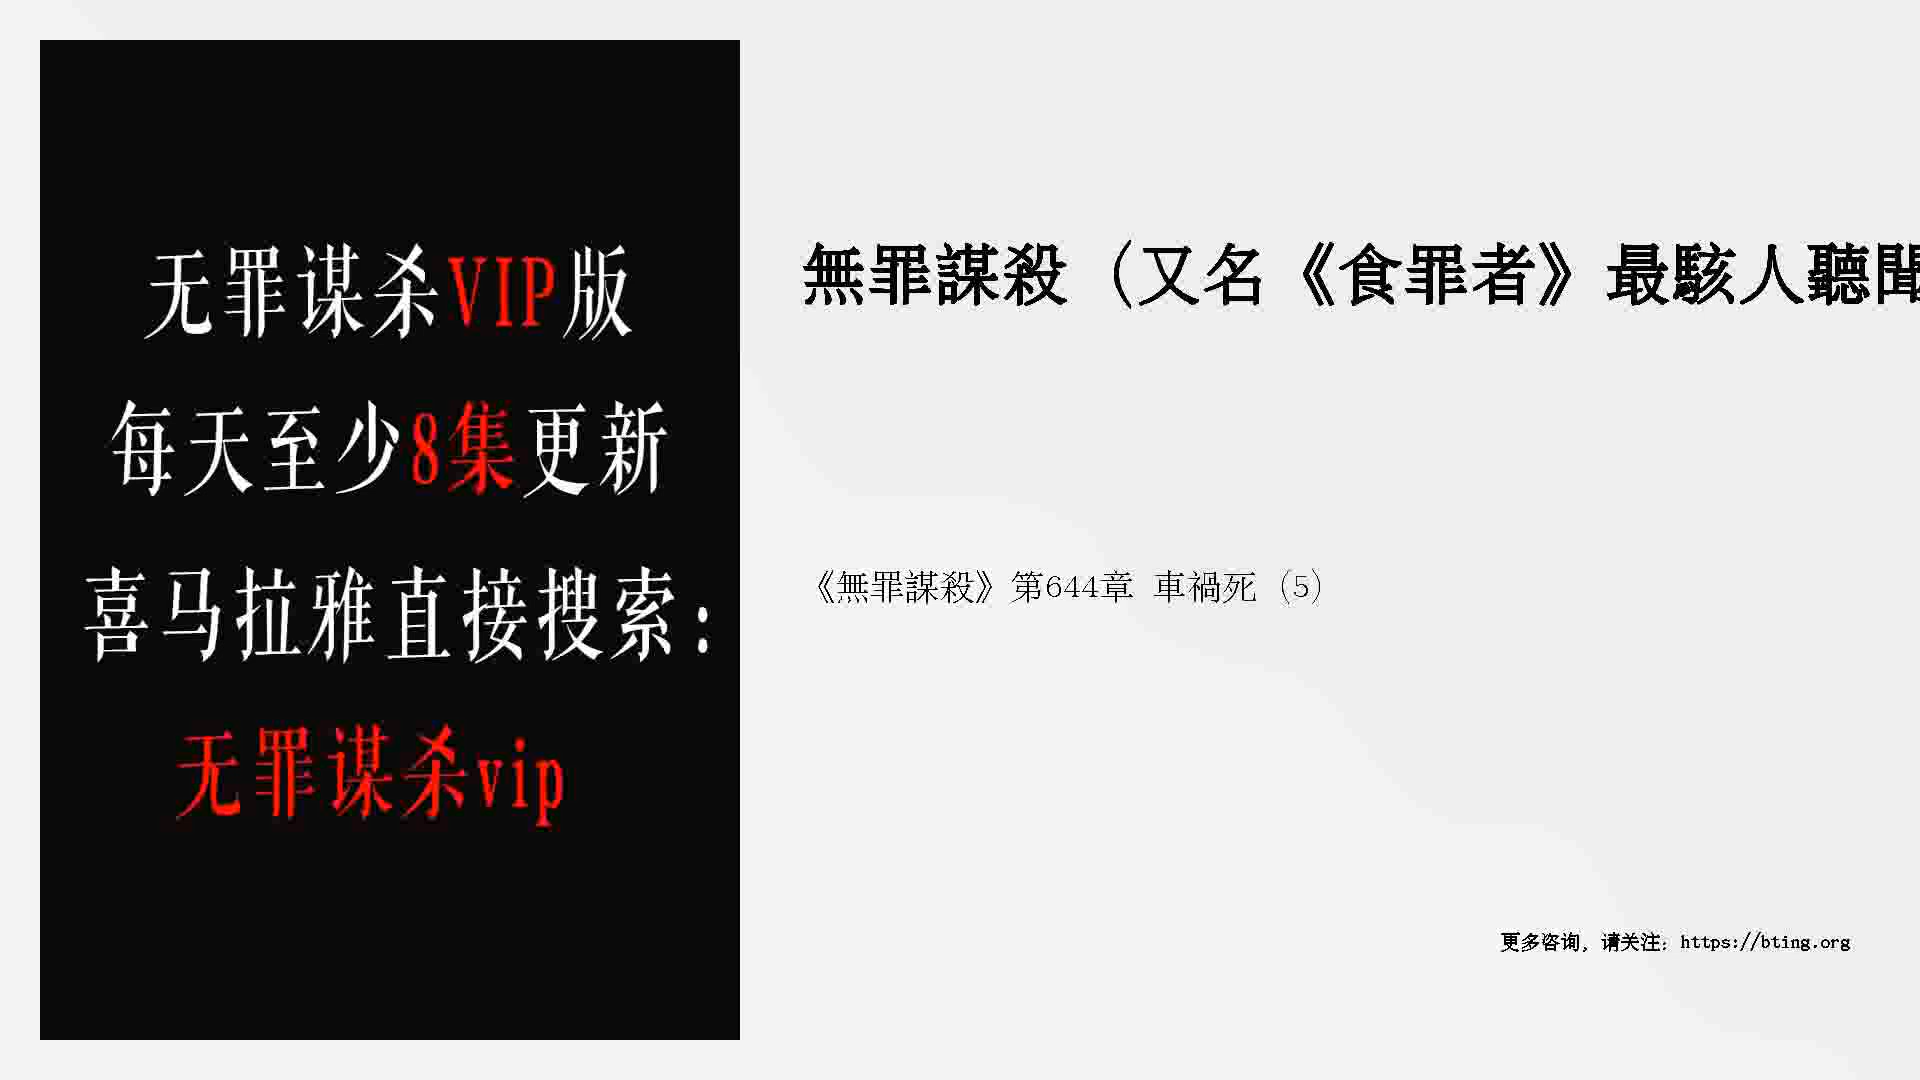 无罪谋杀VIP版
每天至少8集更新
喜马拉雅直接搜索:
无罪谋杀vip
無罪謀殺（又名《食罪者》最駭人聽聞
《無罪謀殺》第644章 車禍死（5）
更多咨询，请关注：https://bting.org